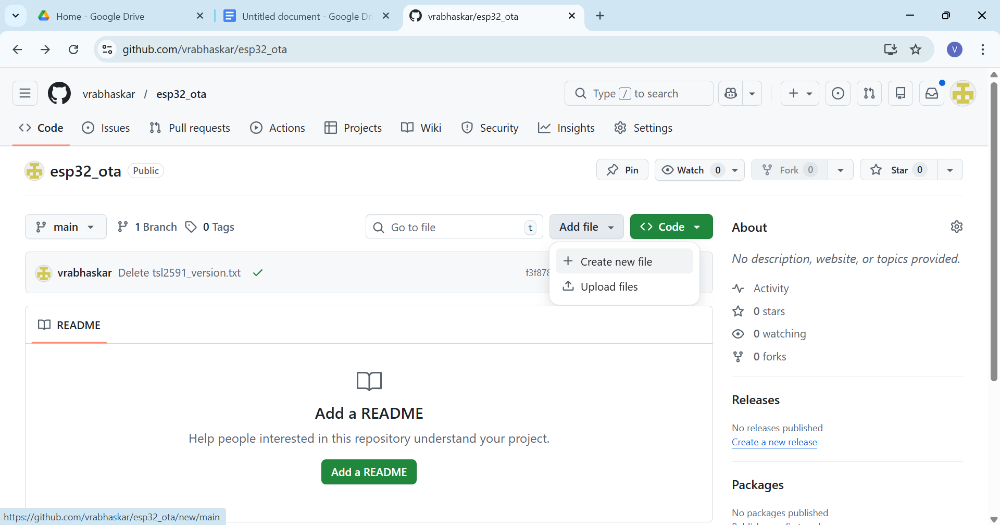 Home - Google Drive
Untitled document - Google Dri
vrabhaskar/esp32_ota
github.com/vrabhaskar/esp32_ota
V
vrabhaskar / esp32_ota
Type / to search
Code
Issues
Pull requests
Actions
Projects
Wiki
Security
Insights
Settings
esp32_ota
Public
Pin
Watch 0
Fork 0
Star 0
main
1 Branch
0 Tags
Go to file
t
Add file
Code
About
Create new file
Upload files
vrabhaskar Delete tsl2591_version.txt
f3f878
No description, website, or topics provided.
Activity
0 stars
0 watching
0 forks
README
Add a README
Help people interested in this repository understand your project.
Add a README
Releases
No releases published
Create a new release
Packages
No packages published
https://github.com/vrabhaskar/esp32_ota/new/main